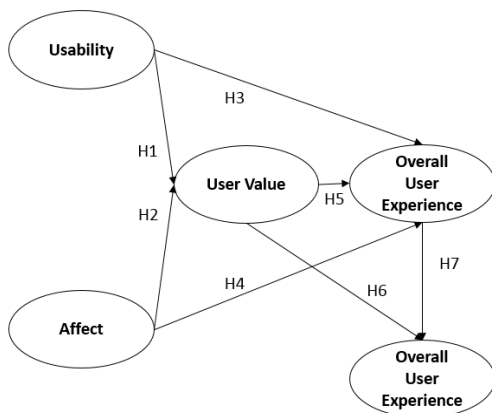 Usability
H3
H1
Overall
User
Experience
User Value
H5
H2
H7
H4
H6
Affect
Overall
User
Experience